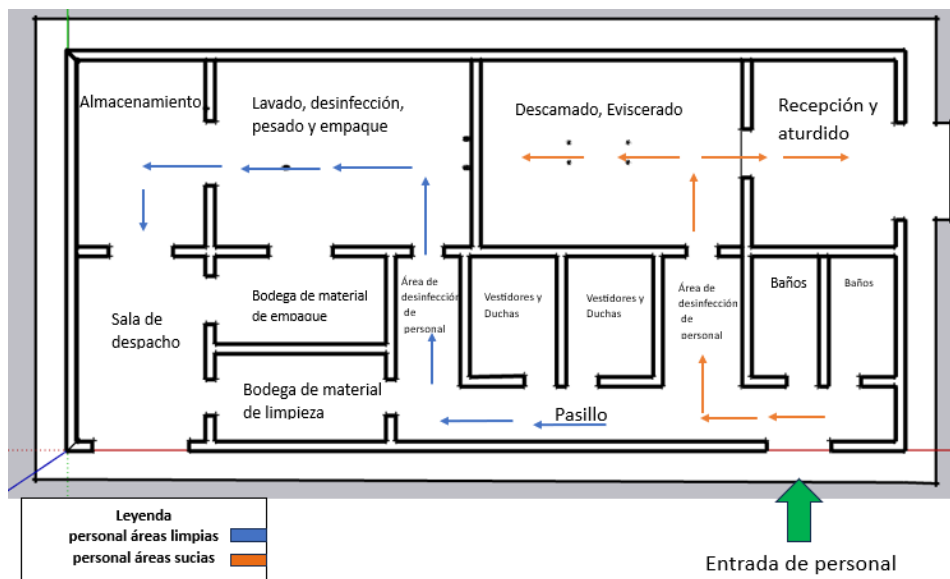 Almacenamiento
Lavado, desinfección,
pesado y empaque
Descamado, Eviscerado
Recepción y
aturdido
Sala de
despacho
Bodega de material
de empaque
Área de
desinfección
de
personal
Vestidores y
Duchas
Vestidores y
Duchas
Área de
desinfección
de
personal
Baños
Baños
Bodega de material
de limpieza
Pasillo
Leyenda
personal áreas limpias
personal áreas sucias
Entrada de personal